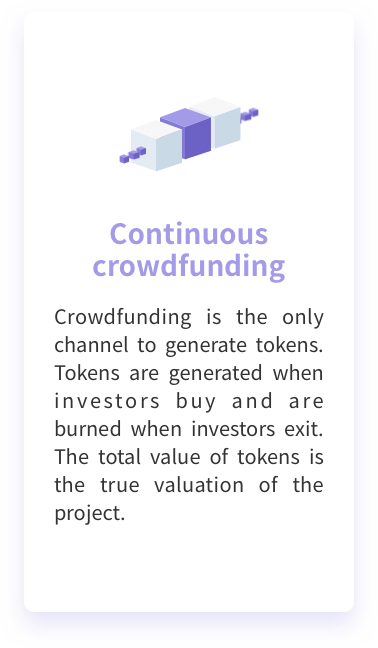 Continuous
crowdfunding
Crowdfunding is the only
channel to generate tokens.
Tokens are generated when
investors buy and are
burned when investors exit.
The total value of tokens is
the true valuation of the
project.